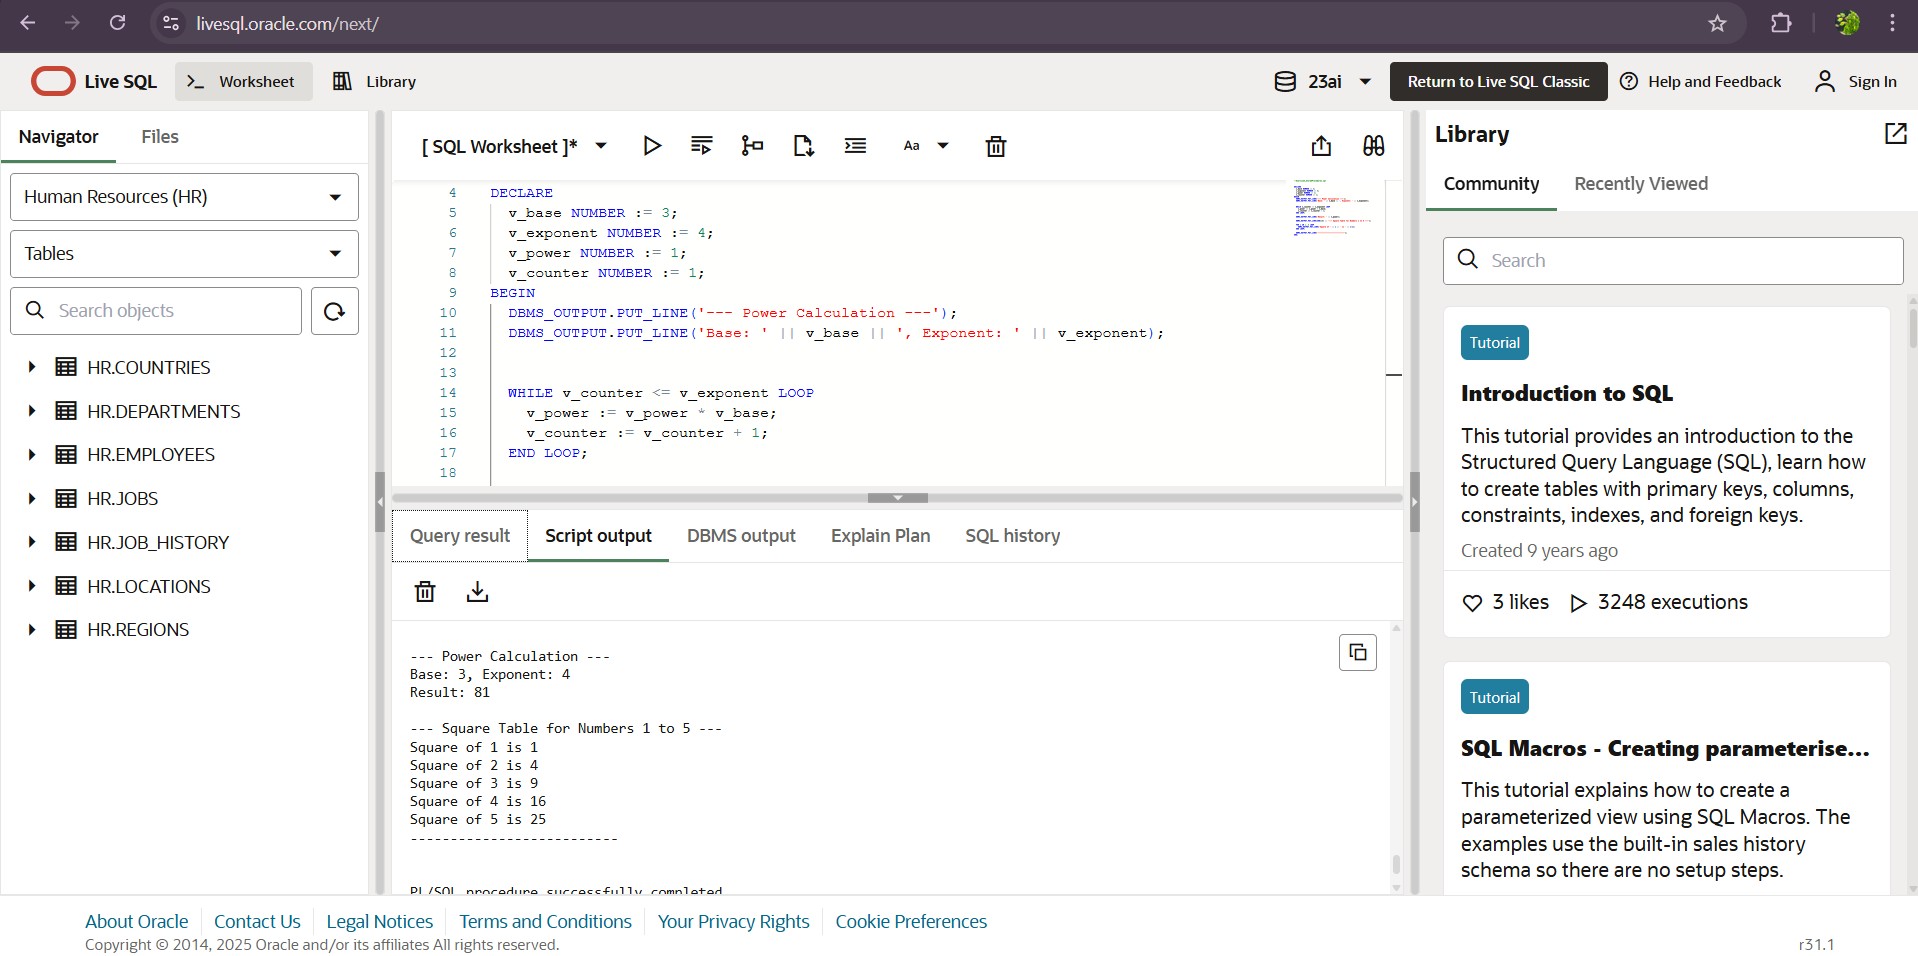 livesql.oracle.com/next/
Live SQL
Worksheet
Library
23ai
Return to Live SQL Classic
Help and Feedback
Sign In
Navigator
Files
Human Resources (HR)
Tables
Search objects
HR.COUNTRIES
HR.DEPARTMENTS
HR.EMPLOYEES
HR.JOBS
HR.JOB_HISTORY
HR.LOCATIONS
HR.REGIONS
[ SQL Worksheet ]*
Aa
4 DECLARE
5 v_base NUMBER := 3;
6 v_exponent NUMBER := 4;
7 v_power NUMBER := 1;
8 v_counter NUMBER := 1;
9 BEGIN
10 DBMS_OUTPUT.PUT_LINE('--- Power Calculation ---');
11 DBMS_OUTPUT.PUT_LINE('Base: ' || v_base || ', Exponent: ' || v_exponent);
12
13
14 WHILE v_counter <= v_exponent LOOP
15 v_power := v_power * v_base;
16 v_counter := v_counter + 1;
17 END LOOP;
18
Query result
Script output
DBMS output
Explain Plan
SQL history
--- Power Calculation ---
Base: 3, Exponent: 4
Result: 81
--- Square Table for Numbers 1 to 5 ---
Square of 1 is 1
Square of 2 is 4
Square of 3 is 9
Square of 4 is 16
Square of 5 is 25
--------------------------
PL/SQL procedure successfully completed
Library
Community
Recently Viewed
Search
Tutorial
Introduction to SQL
This tutorial provides an introduction to the
Structured Query Language (SQL), learn how
to create tables with primary keys, columns,
constraints, indexes, and foreign keys.
Created 9 years ago
3 likes
3248 executions
Tutorial
SQL Macros - Creating parameterise...
This tutorial explains how to create a
parameterized view using SQL Macros. The
examples use the built-in sales history
schema so there are no setup steps.
About Oracle
Contact Us
Legal Notices
Terms and Conditions
Your Privacy Rights
Cookie Preferences
Copyright © 2014, 2025 Oracle and/or its affiliates All rights reserved.
r31.1